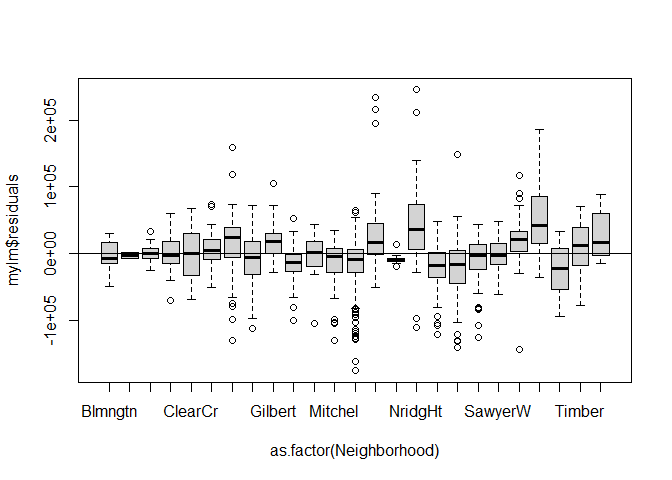 mylm$residuals
2e+05
1e+05
0e+00
-1e+05
Blmngtn ClearCr Gilbert Mitchel NridgHt SawyerW Timber
as.factor(Neighborhood)